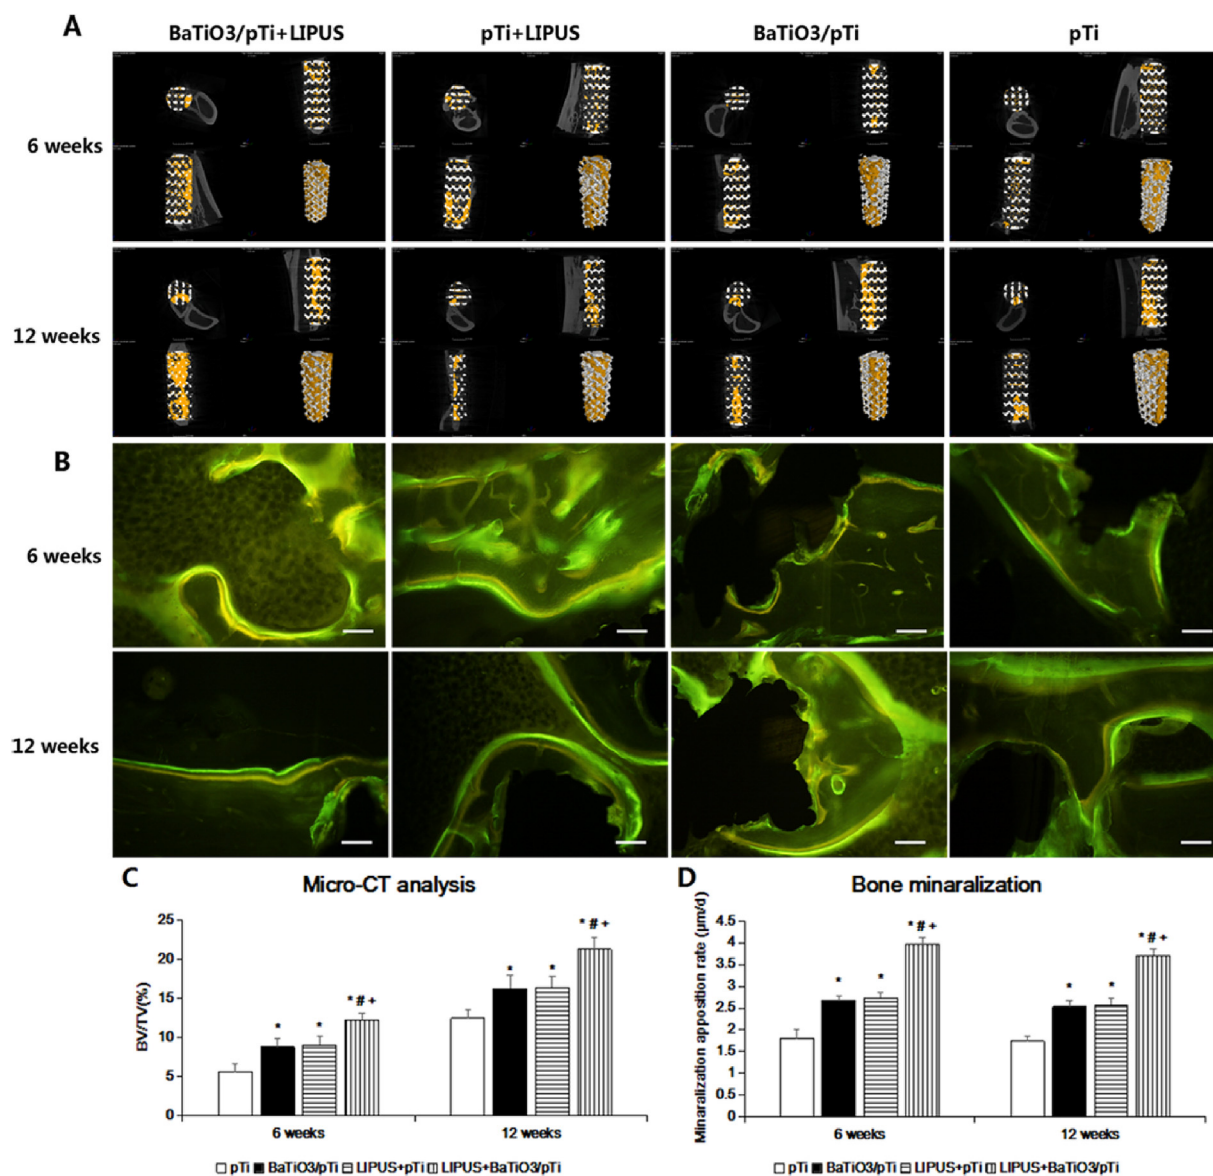 A
BaTiO3/pTi+LIPUS pTi+LIPUS BaTiO3/pTi pTi
6 weeks
12 weeks
B
6 weeks
12 weeks
C Micro-CT analysis
BV/TV(%)
25
20
15
10
5
0
* * * # +
* * * # +
6 weeks 12 weeks
pTi BaTiO3/pTi LIPUS+pTi LIPUS+BaTiO3/pTi
D Bone minaralization
Minaralization apposition rate (μm/d)
4.5
4
3.5
3
2.5
2
1.5
1
0.5
0
* * * # +
* * * # +
6 weeks 12 weeks
pTi BaTiO3/pTi LIPUS+pTi LIPUS+BaTiO3/pTi